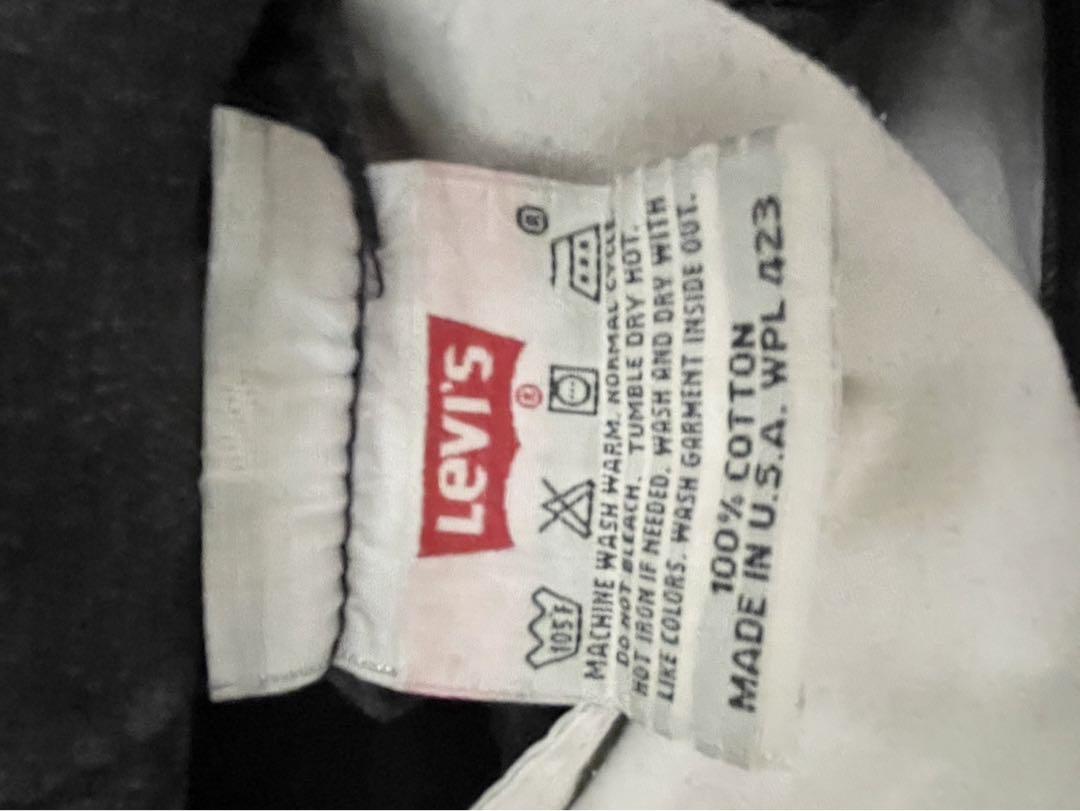 Levi's®
®
105F
MACHINE WASH WARM. NORMAL CYCLE.
DO NOT BLEACH. TUMBLE DRY HOT.
HOT IRON IF NEEDED. WASH AND DRY WITH
LIKE COLORS. WASH GARMENT INSIDE OUT.
100% COTTON
MADE IN U.S.A. WPL 423